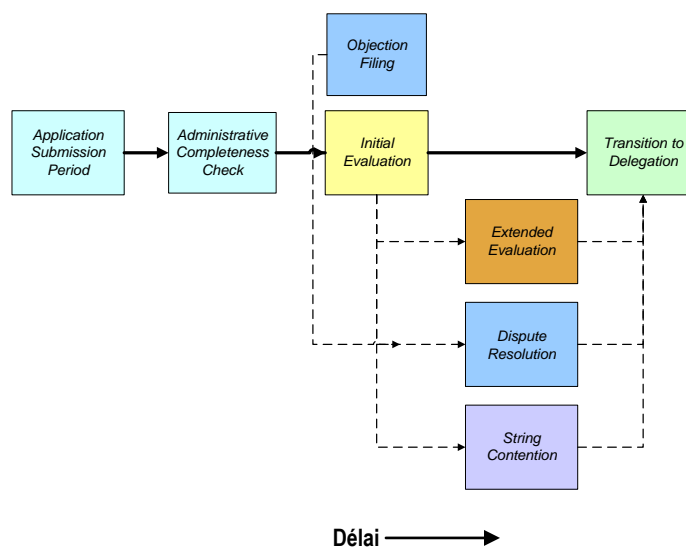 Objection
Filing
Application
Submission
Period
Administrative
Completeness
Check
Initial
Evaluation
Transition to
Delegation
Extended
Evaluation
Dispute
Resolution
String
Contention
Délai